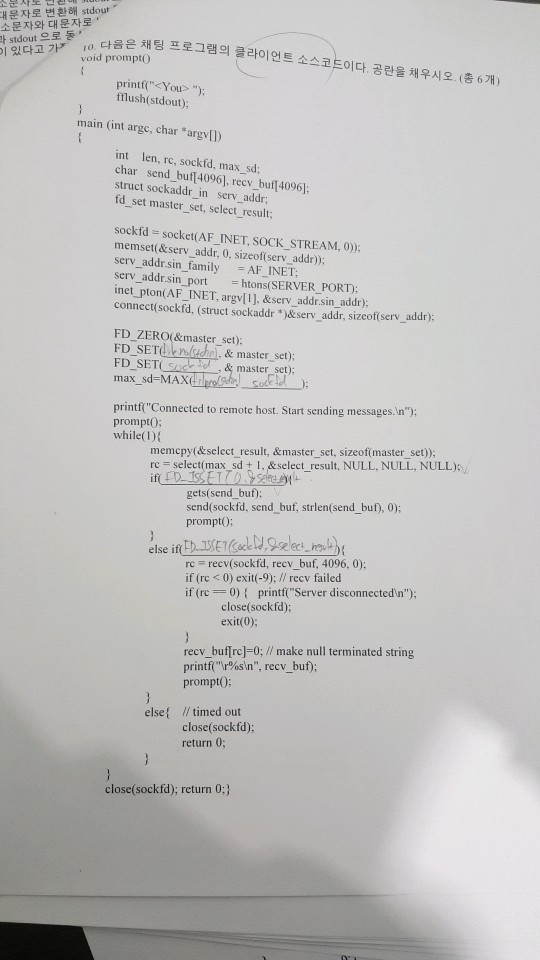 대문자로 변환해 stdout
소문자와 대문자로
stdout 으로
이 있다고
10. 다음은 채팅 프로그램의 클라이언트 소스코드이다. 공란을 채우시오. (총 6개)
void prompt()
{
printf("<You> ");
fflush(stdout);
}
main (int argc, char *argv[])
{
int len, rc, sockfd, max_sd;
char send_buf[4096], recv_buf[4096];
struct sockaddr_in serv_addr;
fd_set master_set, select_result;
sockfd = socket(AF_INET, SOCK_STREAM, 0));
memset(&serv_addr, 0, sizeof(serv_addr));
serv_addr.sin_family = AF_INET;
serv_addr.sin_port = htons(SERVER_PORT);
inet_pton(AF_INET, argv[1], &serv_addr.sin_addr);
connect(sockfd, (struct sockaddr *)&serv_addr, sizeof(serv_addr);
FD_ZERO(&master_set);
FD_SET(fileno(stdin), & master_set);
FD_SET( sockfd , & master_set);
max_sd=MAX(fileno(stdin) sockfd );
printf("Connected to remote host. Start sending messages.\n");
prompt();
while(1){
memcpy(&select_result, &master_set, sizeof(master_set));
rc = select(max_sd + 1, &select_result, NULL, NULL, NULL);
if( FD_ISSET(0, ){
gets(send_buf);
send(sockfd, send_buf, strlen(send_buf), 0);
prompt();
}
else if(FD_ISSET(sockfd, &select_result)){
rc = recv(sockfd, recv_buf, 4096, 0);
if (rc < 0) exit(-9); // recv failed
if (rc == 0) { printf("Server disconnected\n");
close(sockfd);
exit(0);
}
recv_buf[rc]=0; // make null terminated string
printf("\r%s\n", recv_buf);
prompt();
}
else{ // timed out
close(sockfd);
return 0;
}
}
close(sockfd); return 0;}